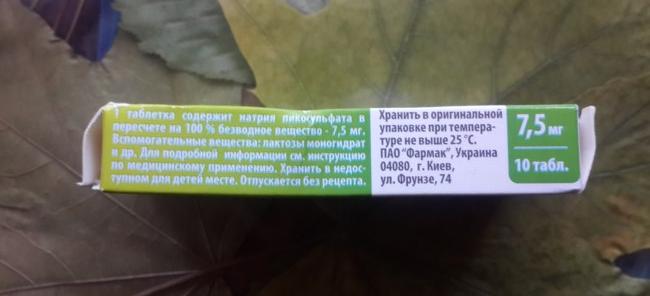 1 таблетка содержит натрия пикосульфата в
пересчете на 100 % безводное вещество - 7,5 мг.
Вспомогательные вещества: лактозы моногидрат
и др. Для подробной информации см. инструкцию
по медицинскому применению. Хранить в недос-
тупном для детей месте. Отпускается без рецепта.
Хранить в оригинальной
упаковке при темпера-
туре не выше 25 °C.
ПАО "Фармак", Украина
04080, г. Киев,
ул. Фрунзе, 74
7,5 мг
10 табл.